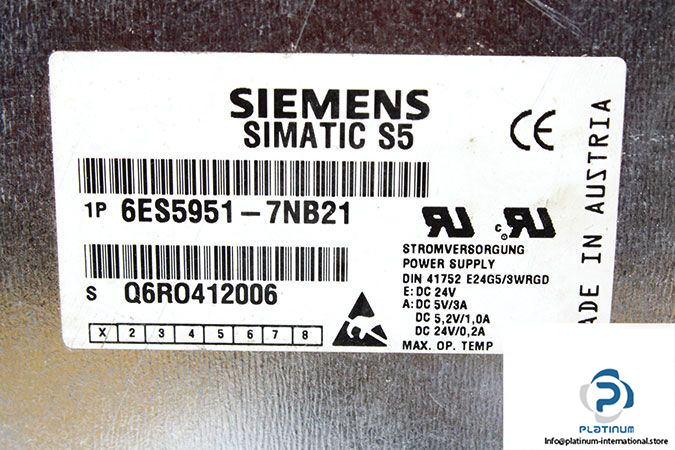 SIEMENS
SIMATIC S5
CE
1P 6ES5951-7NB21
S Q6RO412006
X 2 3 4 5 6 7 8
c
STROMVERSORGUNG
POWER SUPPLY
DIN 41752 E24G5/3WRGD
E: DC 24V
A: DC 5V/3A
DC 5,2V/1,0A
DC 24V/0,2A
MAX. OP. TEMP
ADE IN AUSTRIA
PLATINUM
Info@platinum-international.store